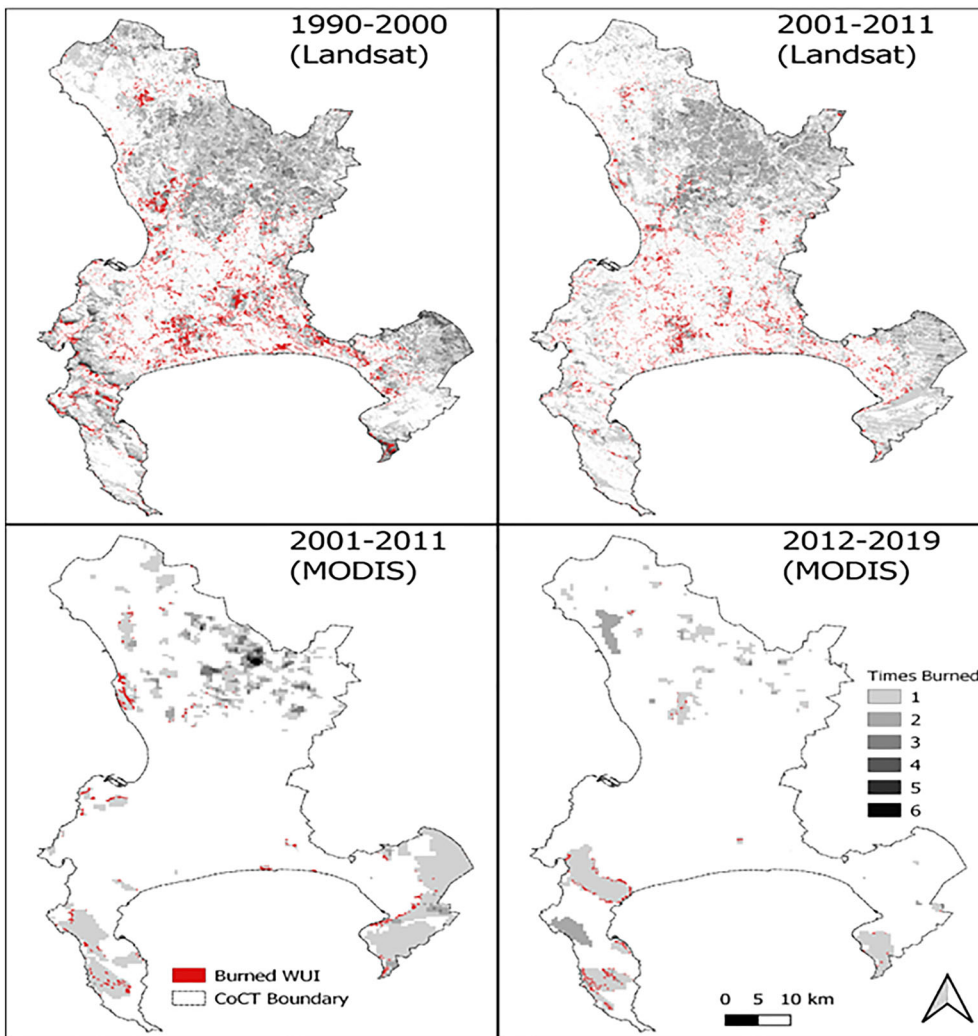 1990-2000
(Landsat)
2001-2011
(Landsat)
2001-2011
(MODIS)
Burned WUI
CoCT Boundary
2012-2019
(MODIS)
Times Burned
1
2
3
4
5
6
0 5 10 km